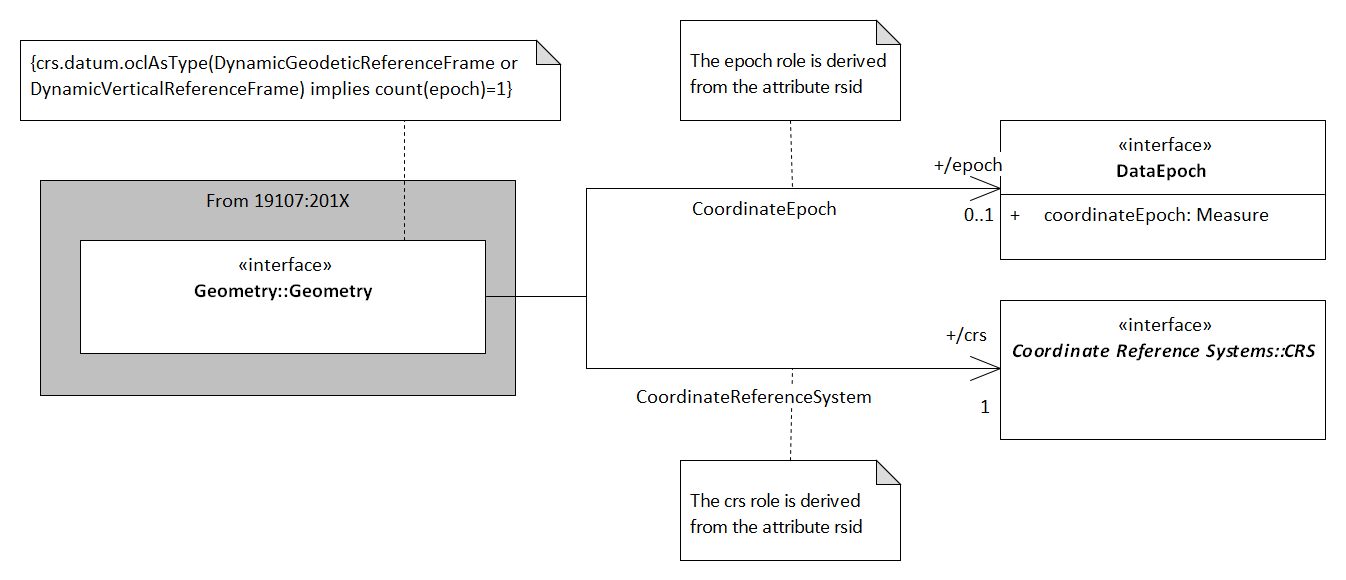 {crs.datum.oclAsType(DynamicGeodeticReferenceFrame or
DynamicVerticalReferenceFrame) implies count(epoch)=1}
The epoch role is derived
from the attribute rsid
From 19107:201X
«interface»
Geometry::Geometry
+/epoch
CoordinateEpoch
0..1
«interface»
DataEpoch
+ coordinateEpoch: Measure
+/crs
CoordinateReferenceSystem
1
«interface»
Coordinate Reference Systems::CRS
The crs role is derived
from the attribute rsid